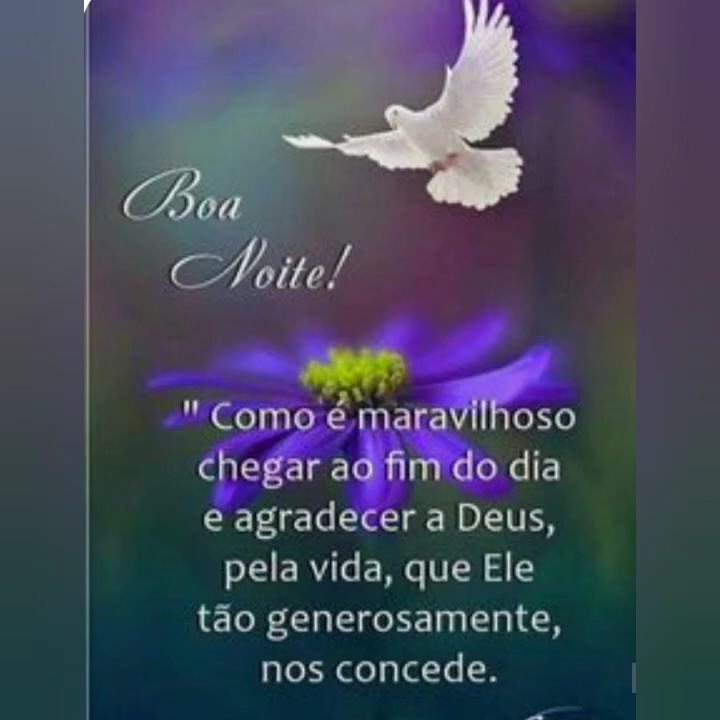 Boa
Noite!
" Como é maravilhoso
chegar ao fim do dia
e agradecer a Deus,
pela vida, que Ele
tão generosamente,
nos concede.